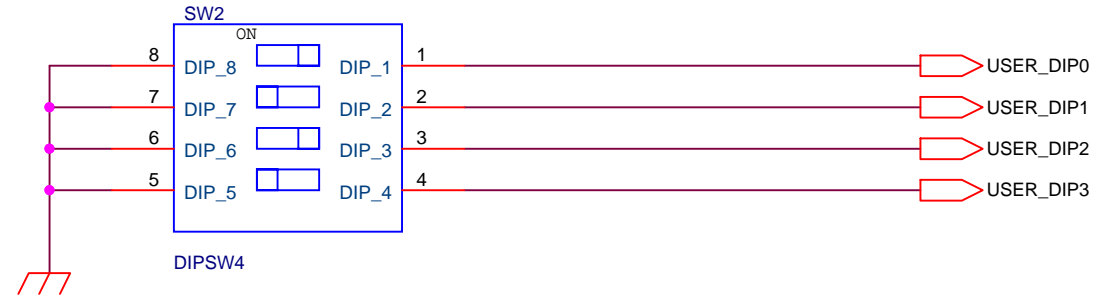 SW2
ON
8 DIP_8 DIP_1 1 USER_DIP0
7 DIP_7 DIP_2 2 USER_DIP1
6 DIP_6 DIP_3 3 USER_DIP2
5 DIP_5 DIP_4 4 USER_DIP3
DIPSW4